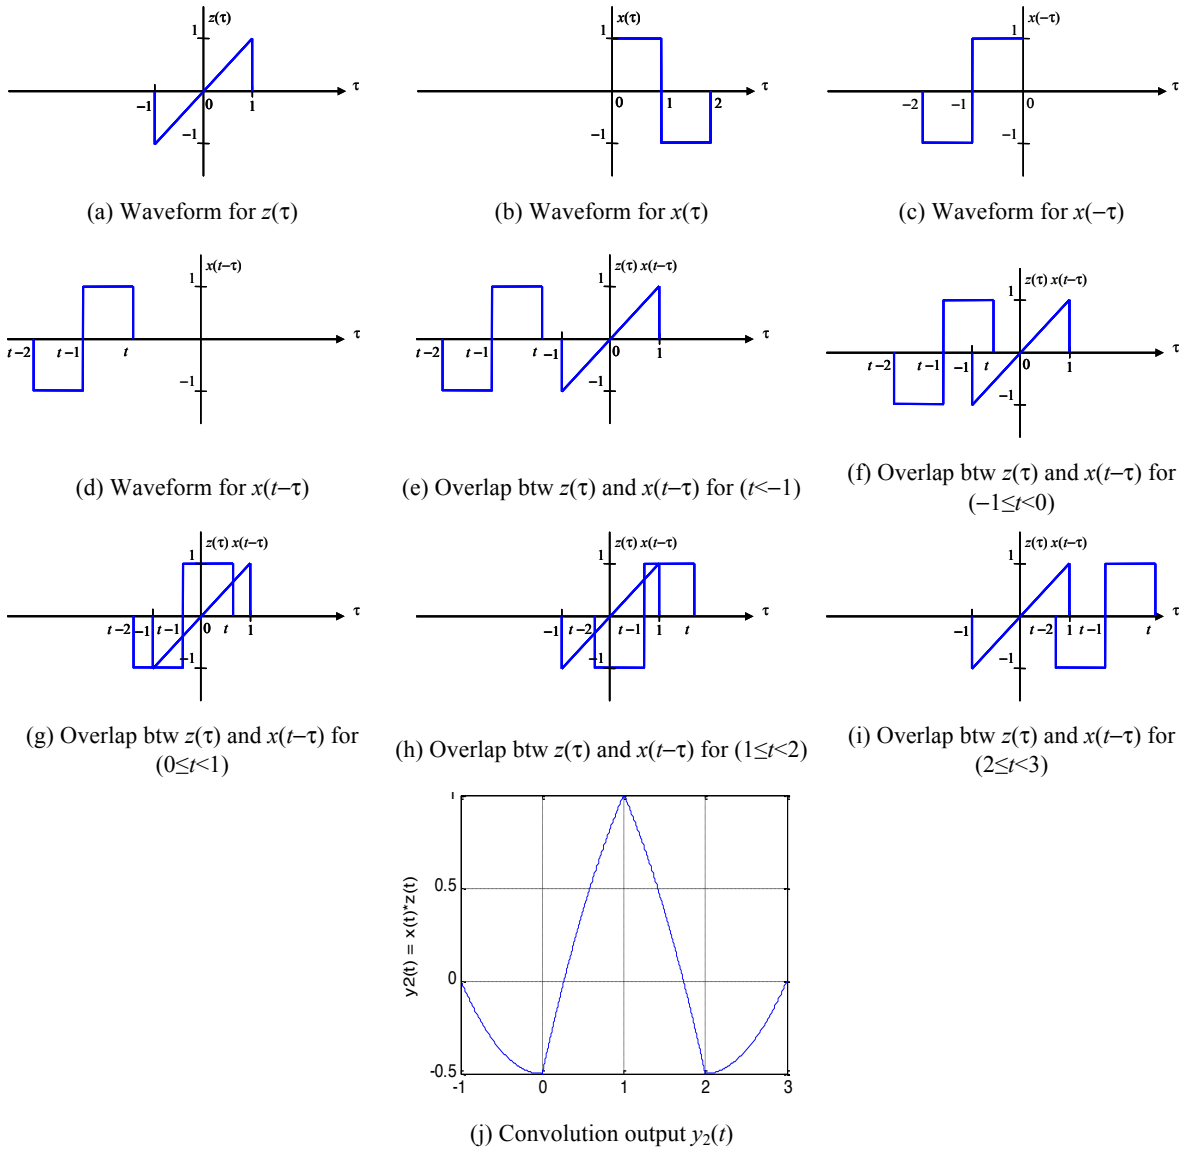 z(τ)
1
τ
−1
0
1
−1
(a) Waveform for z(τ)
x(τ)
1
τ
0
1
2
−1
(b) Waveform for x(τ)
x(−τ)
1
τ
−2
−1
0
−1
(c) Waveform for x(−τ)
x(t−τ)
1
τ
t−2
t−1
t
−1
(d) Waveform for x(t−τ)
z(τ) x(t−τ)
1
τ
t−2
t−1
t
−1
0
1
−1
(e) Overlap btw z(τ) and x(t−τ) for (t<−1)
z(τ) x(t−τ)
1
τ
t−2
t−1
−1
t
0
1
−1
(f) Overlap btw z(τ) and x(t−τ) for
(−1≤t<0)
z(τ) x(t−τ)
1
τ
t−2
−1
t−1
0
t
1
−1
(g) Overlap btw z(τ) and x(t−τ) for
(0≤t<1)
z(τ) x(t−τ)
1
τ
−1
t−2
0
t−1
1
t
−1
(h) Overlap btw z(τ) and x(t−τ) for (1≤t<2)
z(τ) x(t−τ)
1
τ
−1
0
t−2
1
t−1
t
−1
(i) Overlap btw z(τ) and x(t−τ) for
(2≤t<3)
1
0.5
0
-0.5
y2(t) = x(t)*z(t)
-1
0
1
2
3
(j) Convolution output y₂(t)